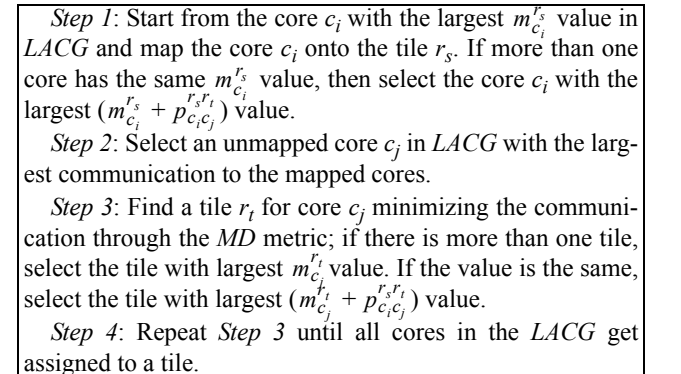 Step 1: Start from the core c_i with the largest m_{c_i}^{r_s} value in
LACG and map the core c_i onto the tile r_s. If more than one
core has the same m_{c_i}^{r_s} value, then select the core c_i with the
largest (m_{c_i}^{r_s} + p_{c_i c_j}^{r_s r_t}) value.
Step 2: Select an unmapped core c_j in LACG with the larg-
est communication to the mapped cores.
Step 3: Find a tile r_t for core c_j minimizing the communi-
cation through the MD metric; if there is more than one tile,
select the tile with largest m_{c_j}^{r_t} value. If the value is the same,
select the tile with largest (m_{c_j}^{r_t} + p_{c_i c_j}^{r_s r_t}) value.
Step 4: Repeat Step 3 until all cores in the LACG get
assigned to a tile.